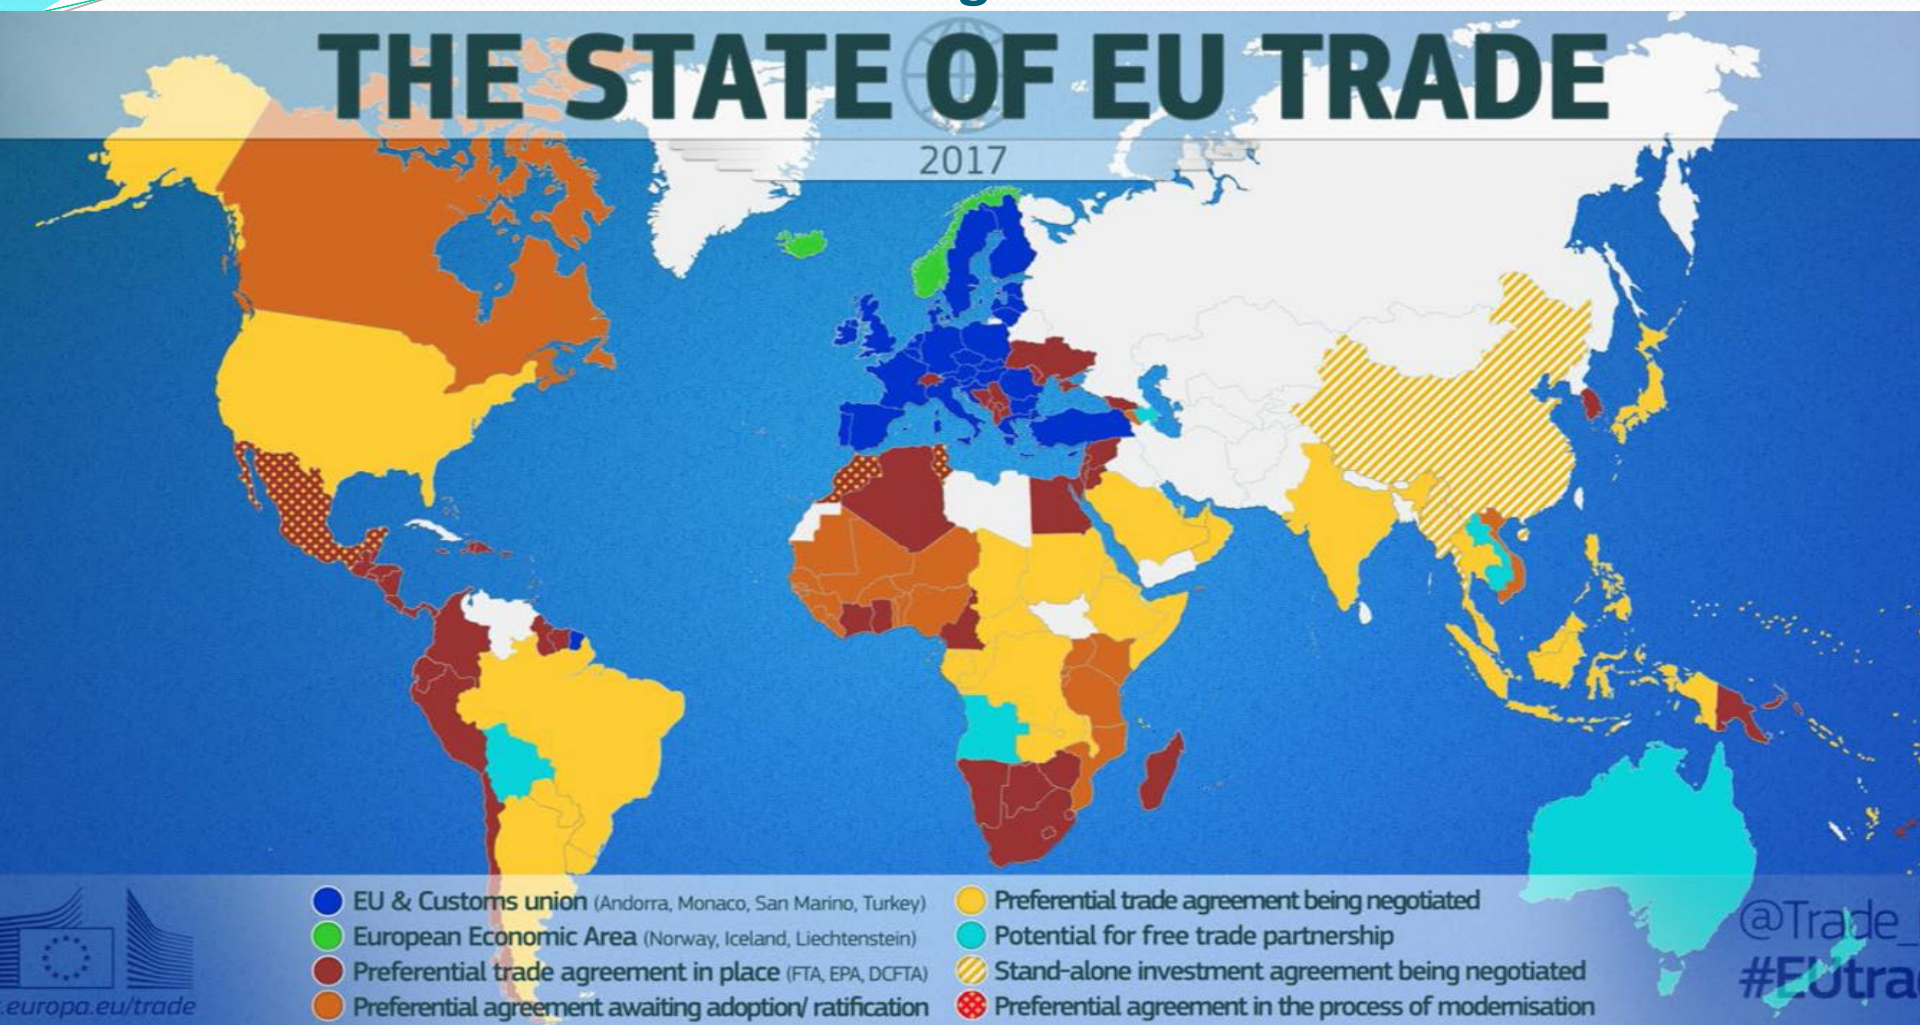 THE STATE OF EU TRADE
2017
EU & Customs union (Andorra, Monaco, San Marino, Turkey)
European Economic Area (Norway, Iceland, Liechtenstein)
Preferential trade agreement in place (FTA, EPA, DCFTA)
Preferential agreement awaiting adoption/ ratification
Preferential trade agreement being negotiated
Potential for free trade partnership
Stand-alone investment agreement being negotiated
Preferential agreement in the process of modernisation
.europa.eu/trade
@Trade_
#EUtra